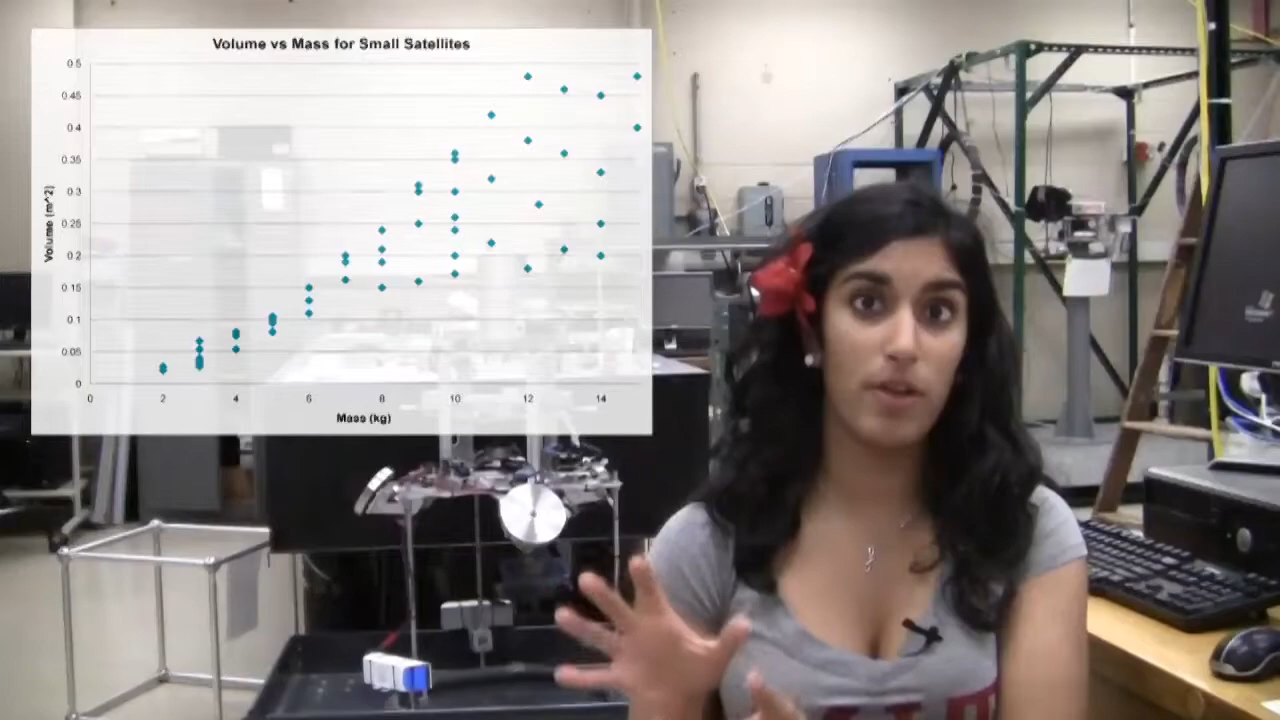 Volume vs Mass for Small Satellites
0.5
0.45
0.4
0.35
0.3
0.25
0.2
0.15
0.1
0.05
0
Volume (m^2)
0 2 4 6 8 10 12 14
Mass (kg)